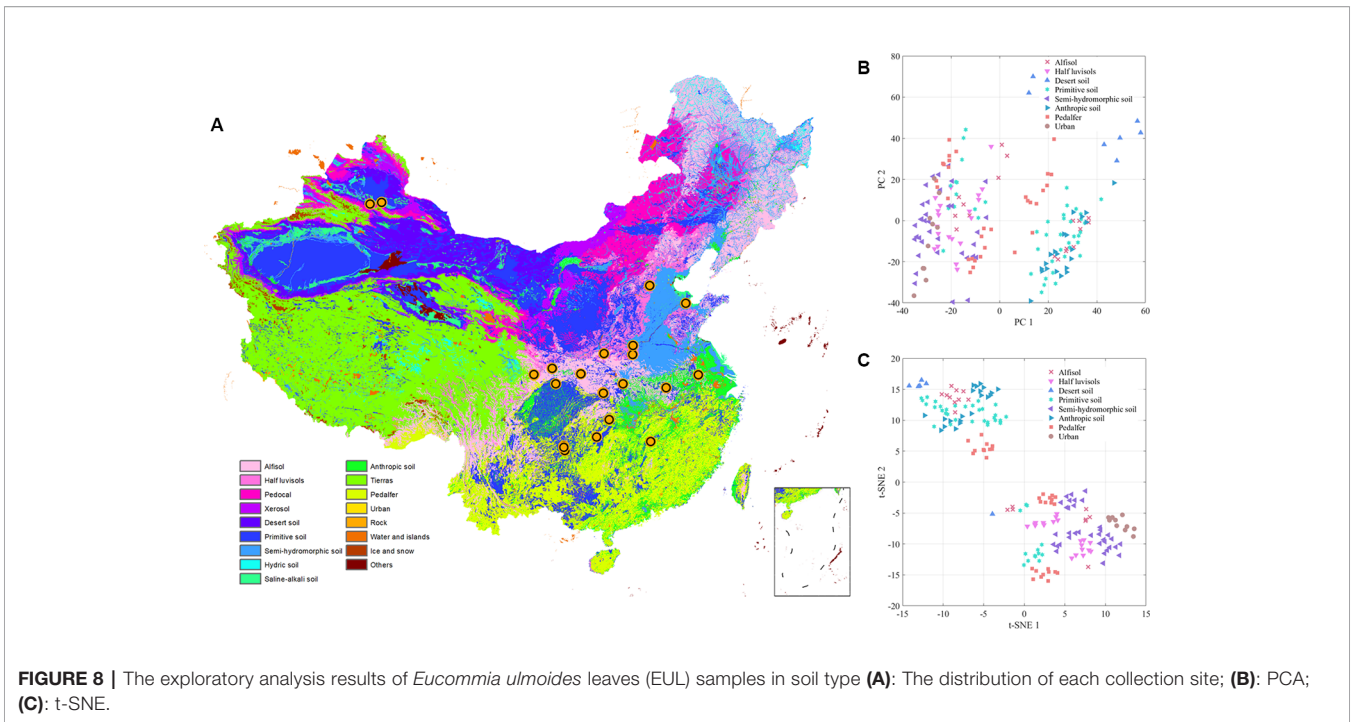 A
Alfisol
Half luvisols
Pedocal
Xerosol
Desert soil
Primitive soil
Semi-hydromorphic soil
Hydric soil
Saline-alkali soil
Anthropic soil
Tierras
Pedalfer
Urban
Rock
Water and islands
Ice and snow
Others
B
80
60
40
20
0
-20
-40
PC 2
-40 -20 0 20 40 60
PC 1
Alfisol
Half luvisols
Desert soil
Primitive soil
Semi-hydromorphic soil
Anthropic soil
Pedalfer
Urban
C
20
15
10
5
0
-5
-10
-15
-20
t-SNE 2
-15 -10 -5 0 5 10 15
t-SNE 1
Alfisol
Half luvisols
Desert soil
Primitive soil
Semi-hydromorphic soil
Anthropic soil
Pedalfer
Urban
FIGURE 8 | The exploratory analysis results of Eucommia ulmoides leaves (EUL) samples in soil type (A): The distribution of each collection site; (B): PCA;
(C): t-SNE.